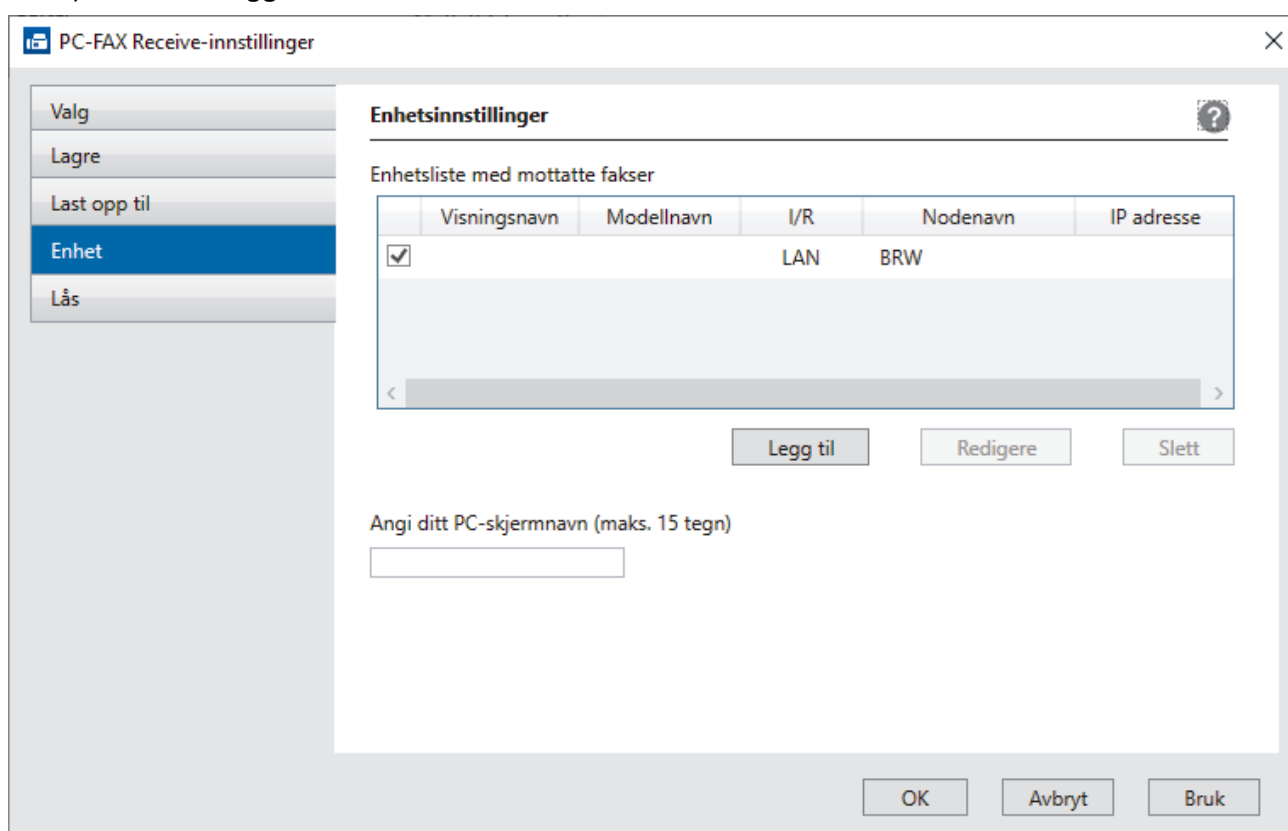 PC-FAX Receive-innstillinger
Valg
Lagre
Last opp til
Enhet
Lås
Enhetsinnstillinger
?
Enhetsliste med mottatte fakser
Visningsnavn Modellnavn I/R Nodenavn IP adresse
LAN BRW
Legg til Redigere Slett
Angi ditt PC-skjermnavn (maks. 15 tegn)
OK Avbryt Bruk